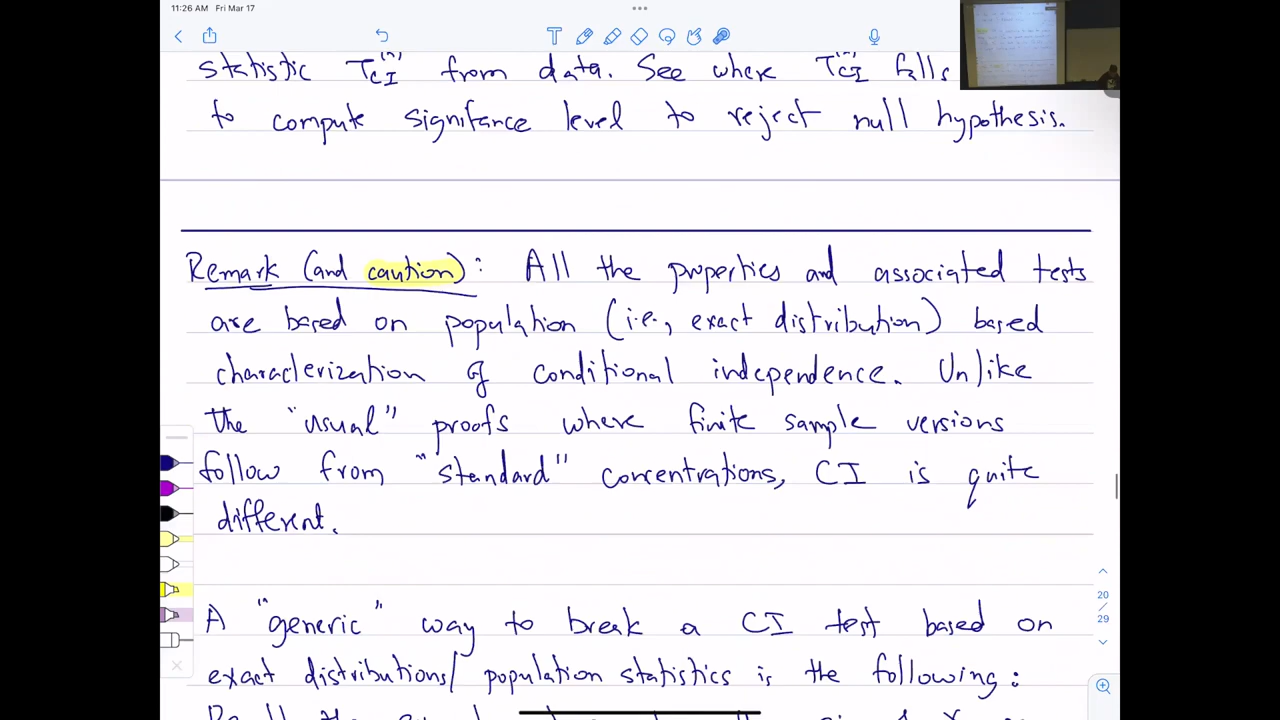 11:26 AM Fri Mar 17
statistic T_CI^(n) from data. See where T_CI^(n) falls
to compute signifance level to reject null hypothesis.
Remark (and caution): All the properties and associated tests
are based on population (i.e., exact distribution) based
characterization of conditional independence. Unlike
the "usual" proofs where finite sample versions
follow from "standard" concentrations, CI is quite
different.
A "generic" way to break a CI test based on
exact distributions/ population statistics is the following:
20
/
29